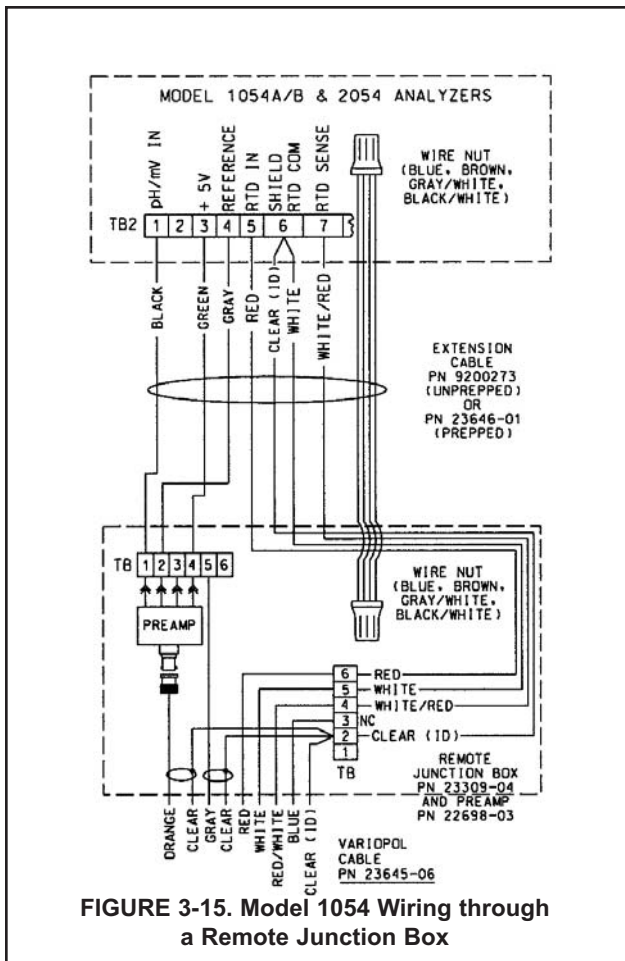 MODEL 1054A/B & 2054 ANALYZERS
pH/mV IN
+ 5V
REFERENCE
RTD IN
SHIELD
RTD COM
RTD SENSE
WIRE NUT
(BLUE, BROWN,
GRAY/WHITE,
BLACK/WHITE)
TB2 1 2 3 4 5 6 7
BLACK
GREEN
GRAY
RED
CLEAR (ID)
WHITE
WHITE/RED
EXTENSION
CABLE
PN 9200273
(UNPREPPED)
OR
PN 23646-01
(PREPPED)
TB 1 2 3 4 5 6
PREAMP
WIRE NUT
(BLUE, BROWN,
GRAY/WHITE,
BLACK/WHITE)
6 RED
5 WHITE
4 WHITE/RED
3 NC
2 CLEAR (ID)
1
TB
REMOTE
JUNCTION BOX
PN 23309-04
AND PREAMP
PN 22698-03
ORANGE
CLEAR
GRAY
CLEAR
RED
WHITE
RED/WHITE
BLUE
CLEAR (ID)
VARIOPOL
CABLE
PN 23645-06
FIGURE 3-15. Model 1054 Wiring through
a Remote Junction Box